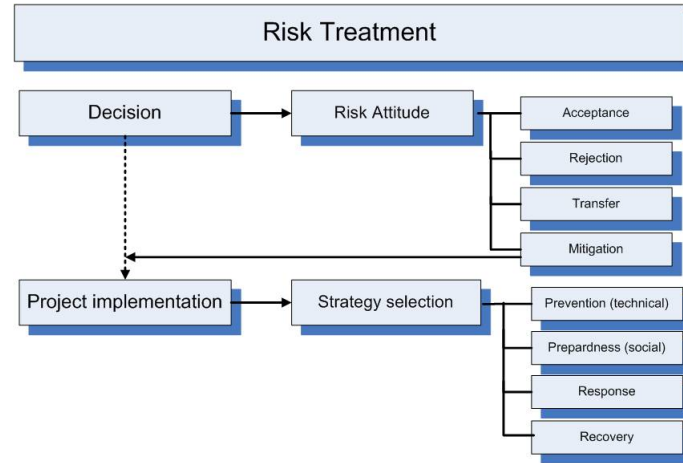 Risk Treatment
Decision
Risk Attitude
Acceptance
Rejection
Transfer
Mitigation
Project implementation
Strategy selection
Prevention (technical)
Prepardness (social)
Response
Recovery